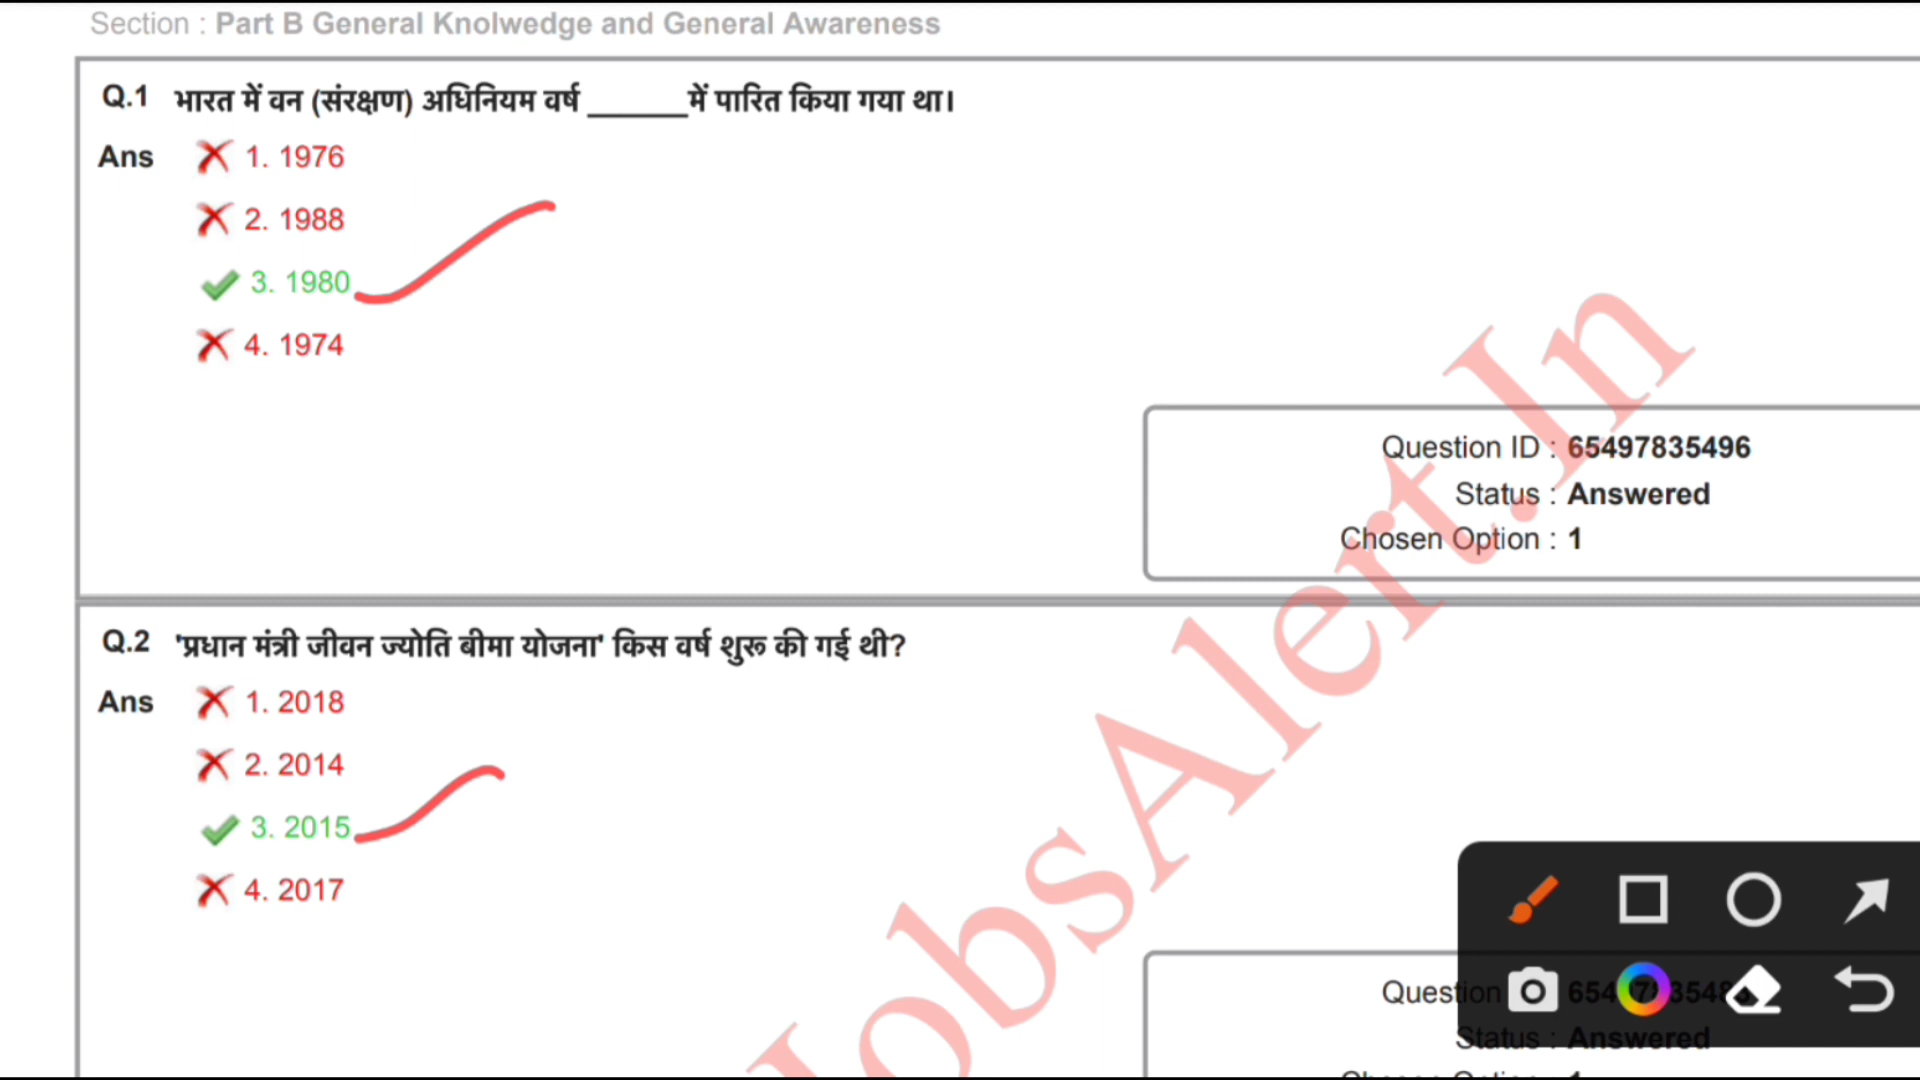 Section : Part B General Knolwedge and General Awareness
Q.1 भारत में वन (संरक्षण) अधिनियम वर्ष ______में पारित किया गया था।
Ans 1. 1976
2. 1988
3. 1980
4. 1974
Question ID : 65497835496
Status : Answered
Chosen Option : 1
Q.2 'प्रधान मंत्री जीवन ज्योति बीमा योजना' किस वर्ष शुरू की गई थी?
Ans 1. 2018
2. 2014
3. 2015
4. 2017
Question
Status : Answered
JobsAlert.In